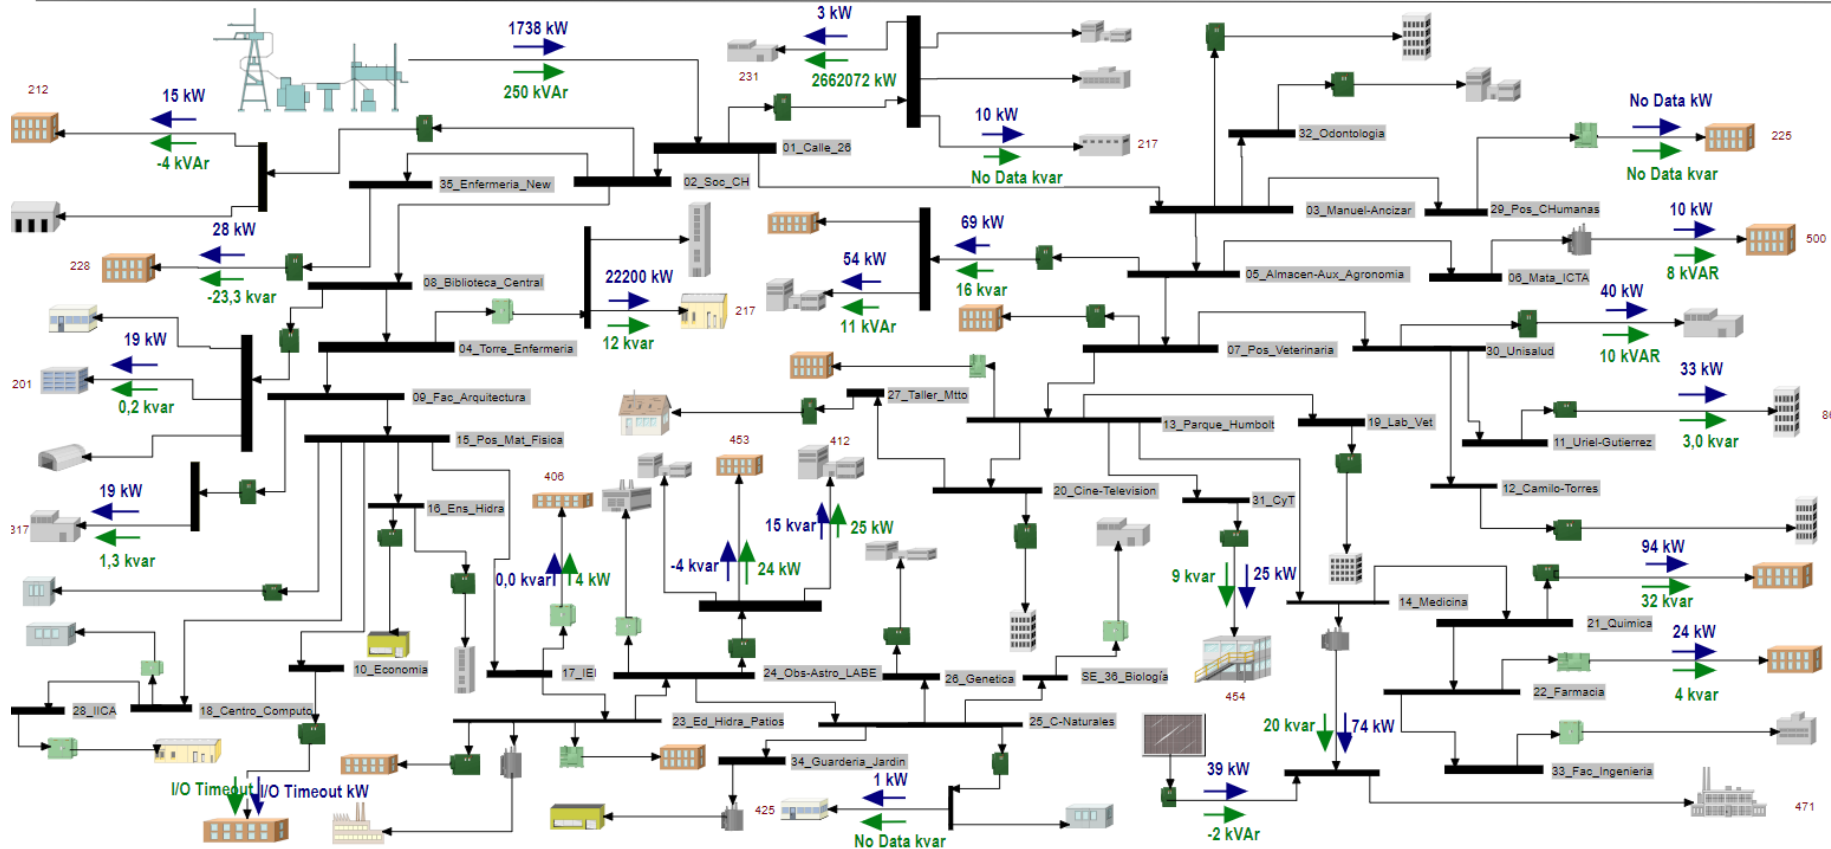 1738 kW
250 kVAr
3 kW
231
2662072 kW
10 kW
217
No Data kvar
212
15 kW
-4 kVAr
01_Calle_26
02_Soc_CH
35_Enfermeria_New
32_Odontologia
No Data kW
225
No Data kvar
03_Manuel-Ancizar
29_Pos_CHumanas
28 kW
228
-23,3 kvar
69 kW
16 kvar
54 kW
11 kVAr
10 kW
500
8 kVAR
05_Almacen-Aux_Agronomia
06_Mata_ICTA
08_Biblioteca_Central
22200 kW
217
12 kvar
40 kW
10 kVAR
19 kW
201
0,2 kvar
04_Torre_Enfermeria
07_Pos_Veterinaria
30_Unisalud
33 kW
86
3,0 kvar
09_Fac_Arquitectura
27_Taller_Mtto
13_Parque_Humbolt
19_Lab_Vet
11_Uriel-Gutierrez
15_Pos_Mat_Fisica
453
412
406
19 kW
317
1,3 kvar
16_Ens_Hidra
20_Cine-Television
31_CyT
12_Camilo-Torres
15 kvar
25 kW
-4 kvar
24 kW
0,0 kvar
4 kW
9 kvar
25 kW
94 kW
32 kvar
14_Medicina
21_Quimica
24 kW
4 kvar
10_Economia
17_IEI
24_Obs-Astro_LABE
26_Genetica
SE_36_Biología
454
22_Farmacia
28_IICA
18_Centro_Computo
23_Ed_Hidra_Patios
25_C-Naturales
20 kvar
74 kW
34_Guarderia_Jardin
33_Fac_Ingenieria
I/O Timeout
I/O Timeout kW
1 kW
425
No Data kvar
39 kW
-2 kVAr
471